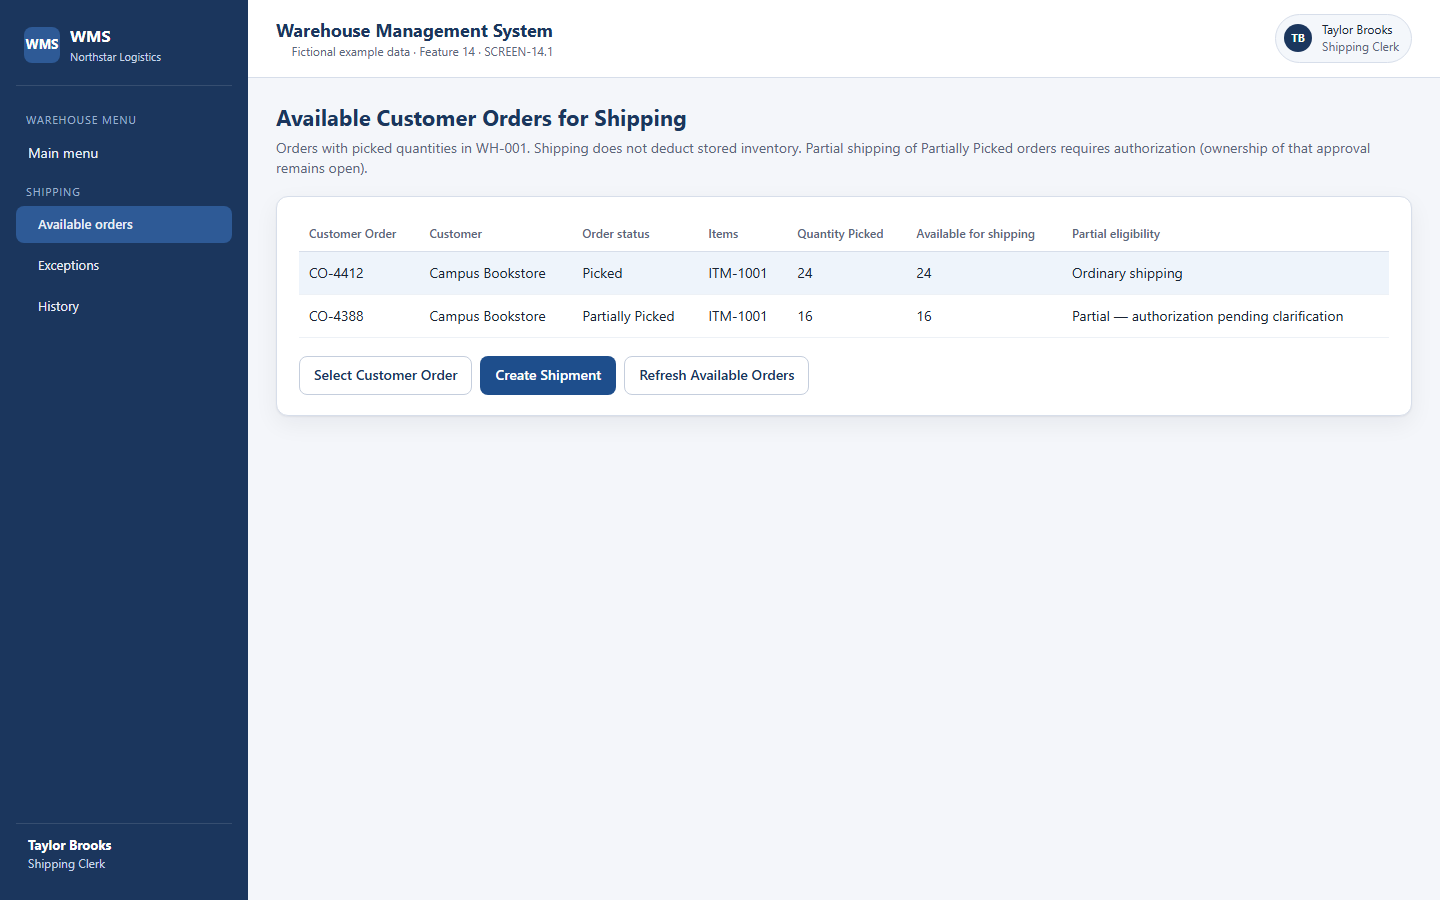 WMS
WMS
Northstar Logistics
WAREHOUSE MENU
Main menu
SHIPPING
Available orders
Exceptions
History
Taylor Brooks
Shipping Clerk
Warehouse Management System
Fictional example data · Feature 14 · SCREEN-14.1
TB
Taylor Brooks
Shipping Clerk
Available Customer Orders for Shipping
Orders with picked quantities in WH-001. Shipping does not deduct stored inventory. Partial shipping of Partially Picked orders requires authorization (ownership of that approval
remains open).
Customer Order Customer Order status Items Quantity Picked Available for shipping Partial eligibility
CO-4412 Campus Bookstore Picked ITM-1001 24 24 Ordinary shipping
CO-4388 Campus Bookstore Partially Picked ITM-1001 16 16 Partial — authorization pending clarification
Select Customer Order Create Shipment Refresh Available Orders